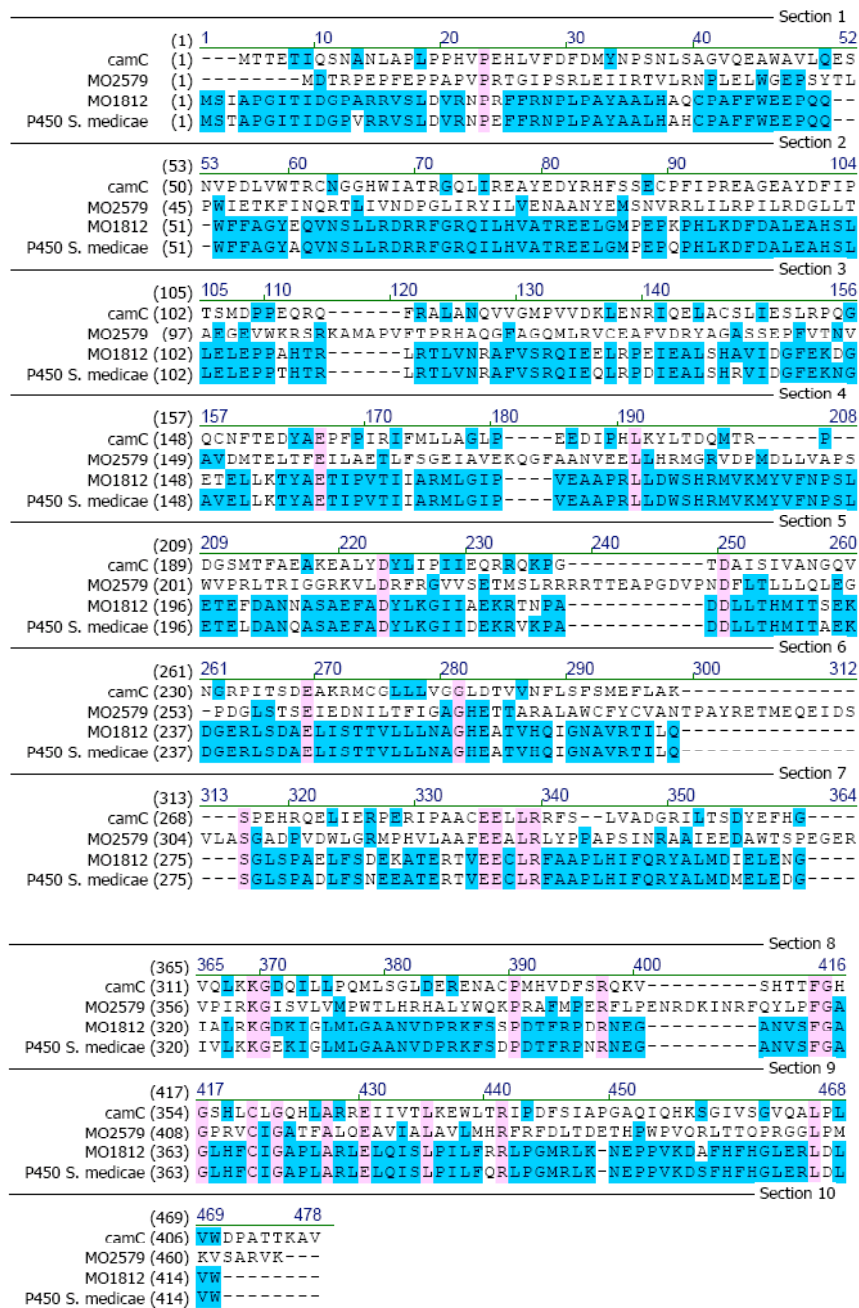 Section 1
(1) 1 10 20 30 40 52
camC (1) ---MTTETIQSNANLAPLPPHVPEHLVFDFDMYNPSNLSAGVQEAWAVLQES
MO2579 (1) --------MDTRPEPFEPPAPVPRTGIPSRLEIIRTVLRNPLELWGEPSYTL
MO1812 (1) MSIAPGITIDGPARRVSLDVRNPRFFRNPLPAYAALHAQCPAFFWEEPQQ--
P450 S. medicae (1) MSTAPGITIDGPVRRVSLDVRNPEFFRNPLPAYAALHAHCPAFFWEEPQQ--
Section 2
(53) 53 60 70 80 90 104
camC (50) NVPDLVWTRCNGGHWIATRGQLIREAYEDYRHFSSECPFIPREAGEAYDFIP
MO2579 (45) PWIETKFINQRTLIVNDPGLIRYILVENAANYEMSNVRRLILRPILRDGLLT
MO1812 (51) -WFFAGYEQVNSLLRDRRFGRQILHVATREELGMPEPKPHLKDFDALEAHSL
P450 S. medicae (51) -WFFAGYAQVNSLLRDRRFGRQILHVATREELGMPEPQPHLKDFDALEAHSL
Section 3
(105) 105 110 120 130 140 156
camC (102) TSMDPPEQRQ------FRALANQVVGMPVVDKLENRIQELACSLIESLRPQG
MO2579 (97) AEGEVWKRSRKAMAPVFTPRHAQGFAGQMLRVCEAFVDRYAGASSEPFVTNV
MO1812 (102) LELEPPAHTR------LRTLVNRAFVSRQIEELRPEIEALSHAVIDGFEKDG
P450 S. medicae (102) LELEPPTHTR------LRTLVNRAFVSRQIEQLRPDIEALSHRVIDGFEKNG
Section 4
(157) 157 170 180 190 208
camC (148) QCNFTEDYAEPFPIRIFMLLAGLP----EEDIPHLKYLTDQMTR-----P--
MO2579 (149) AVDMTELTFEILAETLFSGEIAVEKQGFAANVEELLHRMGRVDPMDLLVAPS
MO1812 (148) ETELLKTYAETIPVTIIARMLGIP----VEAAPRLLDWSHRMVKMYVFNPSL
P450 S. medicae (148) AVELLKTYAETIPVTIIARMLGIP----VEAAPRLLDWSHRMVKMYVFNPSL
Section 5
(209) 209 220 230 240 250 260
camC (189) DGSMTFAEAKEALYDYLIPIIEQRRQKPG-----------TDAISIVANGQV
MO2579 (201) WVPRLTRIGGRKVLDRFRGVVSETMSLRRRRTTEAPGDVPNDFLTLLLQLEG
MO1812 (196) ETEFDANNASAEFADYLKGIIAEKRTNPA-----------DDLLTHMITSEK
P450 S. medicae (196) ETELDANQASAEFADYLKGIIDEKRVKPA-----------DDLLTHMITAEK
Section 6
(261) 261 270 280 290 300 312
camC (230) NGRPITSDEAKRMCGLLLVGGLDTVVNFLSFSMEFLAK--------------
MO2579 (253) -PDGLSTSEIEDNILTFIGAGHETTARALAWCFYCVANTPAYRETMEQEIDS
MO1812 (237) DGERLSDAELISTTVLLLNAGHEATVHQIGNAVRTILQ--------------
P450 S. medicae (237) DGERLSDAELISTTVLLLNAGHEATVHQIGNAVRTILQ--------------
Section 7
(313) 313 320 330 340 350 364
camC (268) ---SPEHRQELIERPERIPAACEELLRRFS--LVADGRILTSDYEFHG----
MO2579 (304) VLASGADPVDWLGRMPHVLAAFEEALRLYPPAPSINRAAIEEDAWTSPEGER
MO1812 (275) ---SGLSPAELFSDEKATERTVEECLRFAAPLHIFQRYALMDIELENG----
P450 S. medicae (275) ---SGLSPADLFSNEEATERTVEECLRFAAPLHIFQRYALMDMELEDG----
Section 8
(365) 365 370 380 390 400 416
camC (311) VQLKKGDQILLPQMLSGLDERENACPMHVDFSRQKV---------SHTTFGH
MO2579 (356) VPIRKGISVLVMPWTLHRHALYWQKPRAFMPERFLPENRDKINRFQYLPFGA
MO1812 (320) IALRKGDKIGLMLGAANVDPRKFSSPDTFRPDRNEG---------ANVSFGA
P450 S. medicae (320) IVLKKGEKIGLMLGAANVDPRKFSDPDTFRPNRNEG---------ANVSFGA
Section 9
(417) 417 430 440 450 468
camC (354) GSHLCLGQHLARREIIVTLKEWLTRIPDFSIAPGAQIQHKSGIVSGVQALPL
MO2579 (408) GPRVCIGATFALQEAVIALAVLMHRFRFDLTDETHPWPVQRLTTQPRGGLPM
MO1812 (363) GLHFCIGAPLARLELQISLPILFRRLPGMRLK-NEPPVKDAFHFHGLERLDL
P450 S. medicae (363) GLHFCIGAPLARLELQISLPILFQRLPGMRLK-NEPPVKDSFHFHGLERLDL
Section 10
(469) 469 478
camC (406) VWDPATTKAV
MO2579 (460) KVSARVK---
MO1812 (414) VW--------
P450 S. medicae (414) VW--------